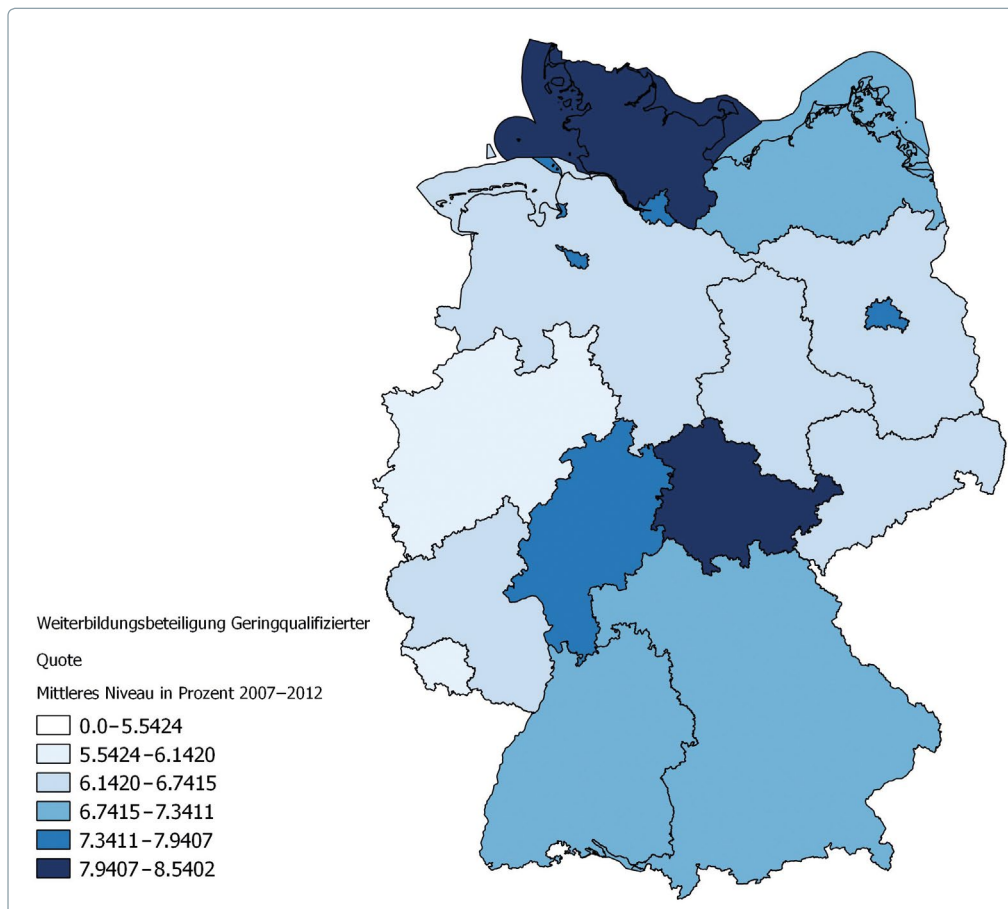 Weiterbildungsbeteiligung Geringqualifizierter
Quote
Mittleres Niveau in Prozent 2007–2012
0.0–5.5424
5.5424–6.1420
6.1420–6.7415
6.7415–7.3411
7.3411–7.9407
7.9407–8.5402